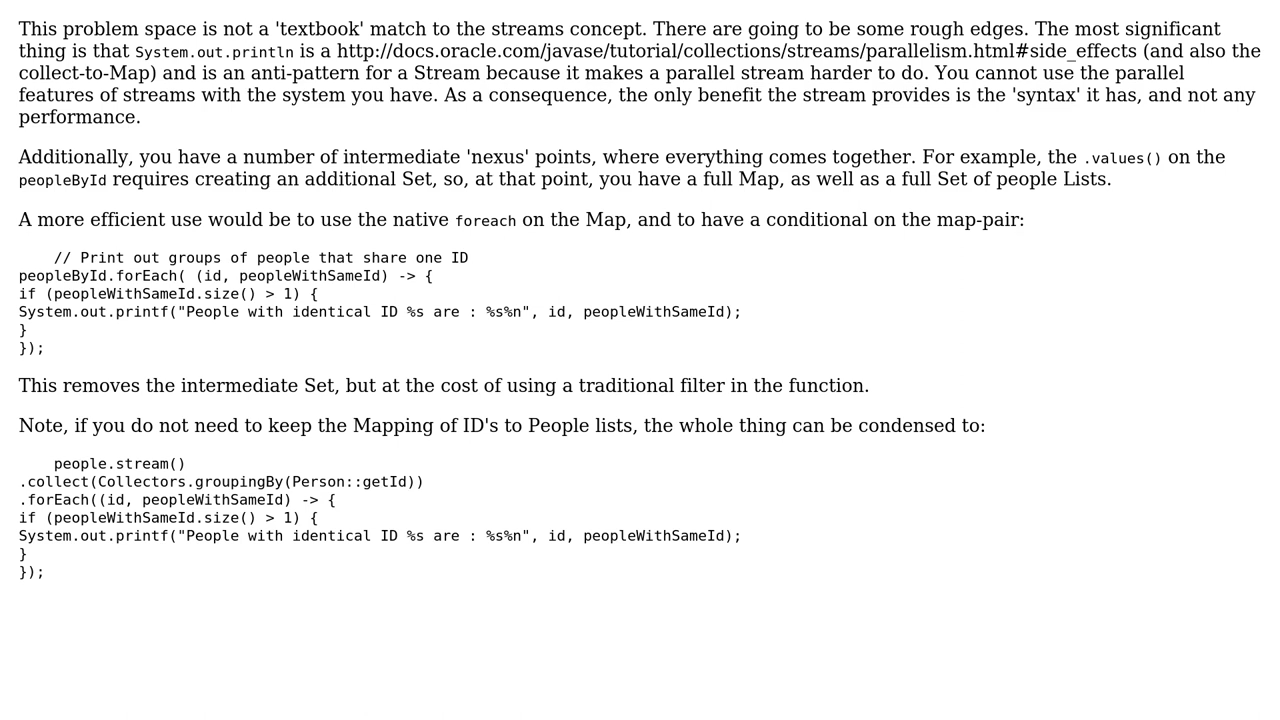 This problem space is not a 'textbook' match to the streams concept. There are going to be some rough edges. The most significant
thing is that System.out.println is a http://docs.oracle.com/javase/tutorial/collections/streams/parallelism.html#side_effects (and also the
collect-to-Map) and is an anti-pattern for a Stream because it makes a parallel stream harder to do. You cannot use the parallel
features of streams with the system you have. As a consequence, the only benefit the stream provides is the 'syntax' it has, and not any
performance.
Additionally, you have a number of intermediate 'nexus' points, where everything comes together. For example, the .values() on the
peopleById requires creating an additional Set, so, at that point, you have a full Map, as well as a full Set of people Lists.
A more efficient use would be to use the native foreach on the Map, and to have a conditional on the map-pair:
    // Print out groups of people that share one ID
peopleById.forEach( (id, peopleWithSameId) -> {
if (peopleWithSameId.size() > 1) {
System.out.printf("People with identical ID %s are : %s%n", id, peopleWithSameId);
}
});
This removes the intermediate Set, but at the cost of using a traditional filter in the function.
Note, if you do not need to keep the Mapping of ID's to People lists, the whole thing can be condensed to:
    people.stream()
.collect(Collectors.groupingBy(Person::getId))
.forEach((id, peopleWithSameId) -> {
if (peopleWithSameId.size() > 1) {
System.out.printf("People with identical ID %s are : %s%n", id, peopleWithSameId);
}
});